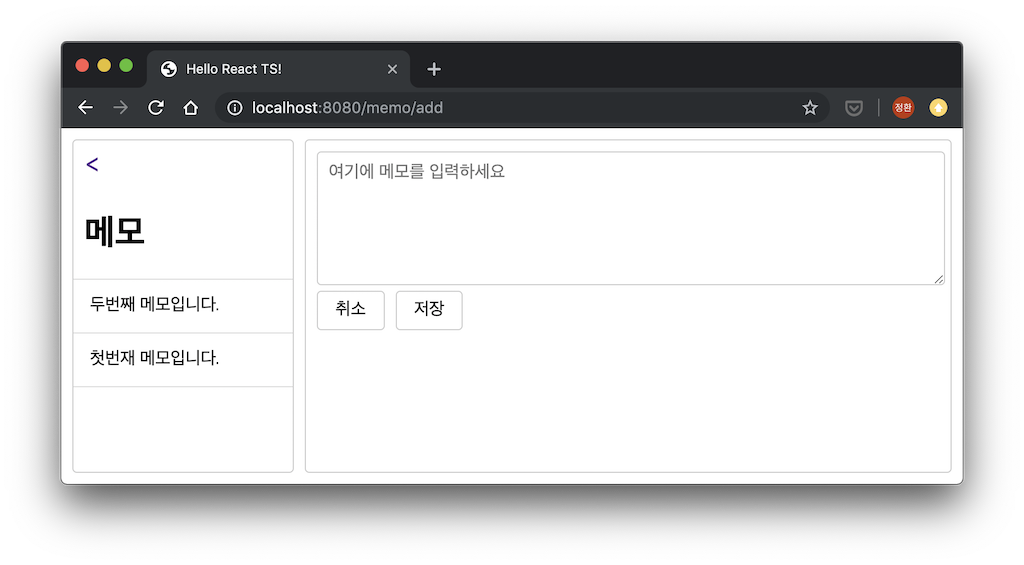 Hello React TS!
localhost:8080/memo/add
정환
<
메모
두번째 메모입니다.
첫번재 메모입니다.
여기에 메모를 입력하세요
취소 저장